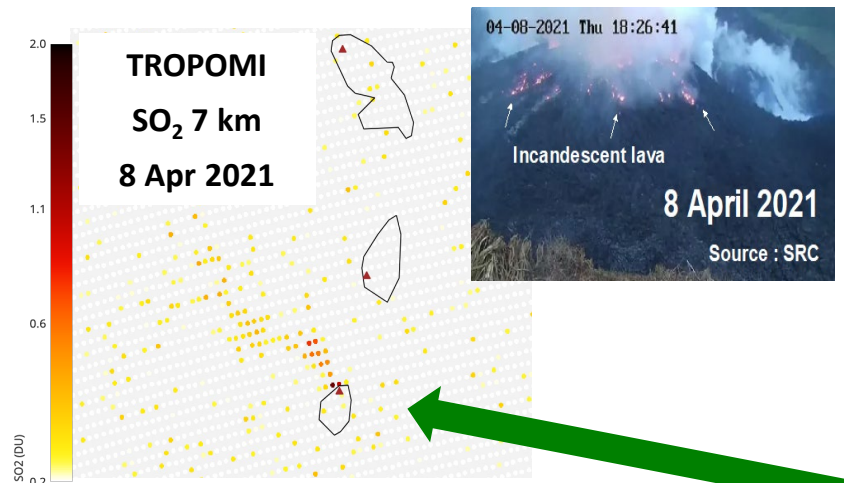 2.0
1.5
1.1
0.6
0.2
SO2 (DU)
TROPOMI
SO₂ 7 km
8 Apr 2021
04-08-2021 Thu 18:26:41
Incandescent lava
8 April 2021
Source : SRC